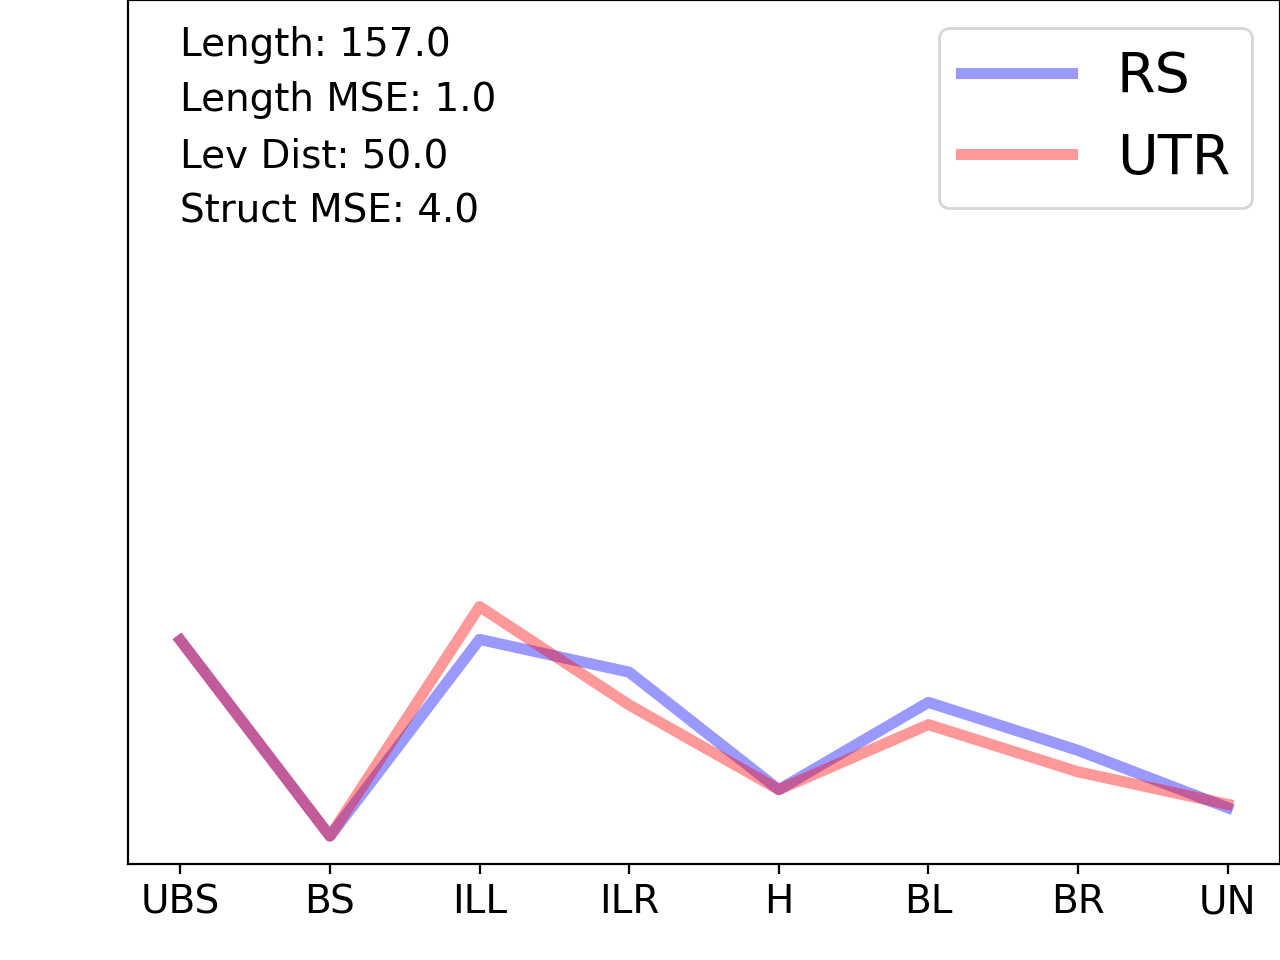 Length: 157.0
Length MSE: 1.0
Lev Dist: 50.0
Struct MSE: 4.0
RS
UTR
UBS BS ILL ILR H BL BR UN